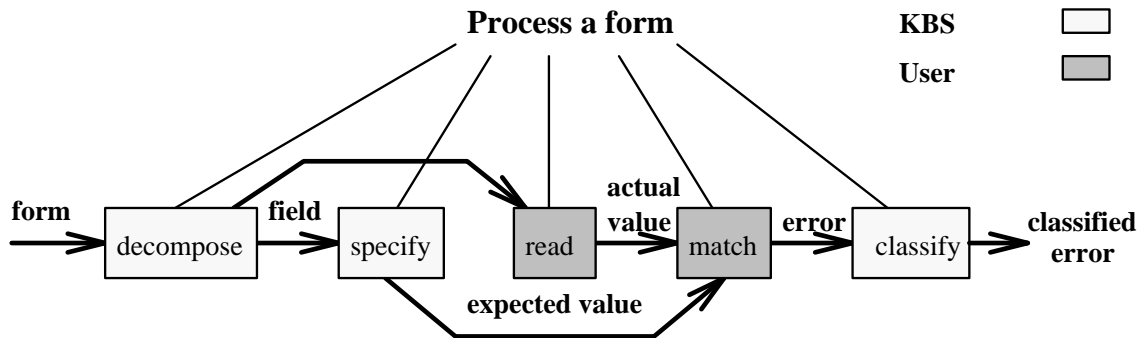 Process a form
KBS
User
form
decompose
field
specify
read
actual
value
match
error
classify
classified
error
expected value